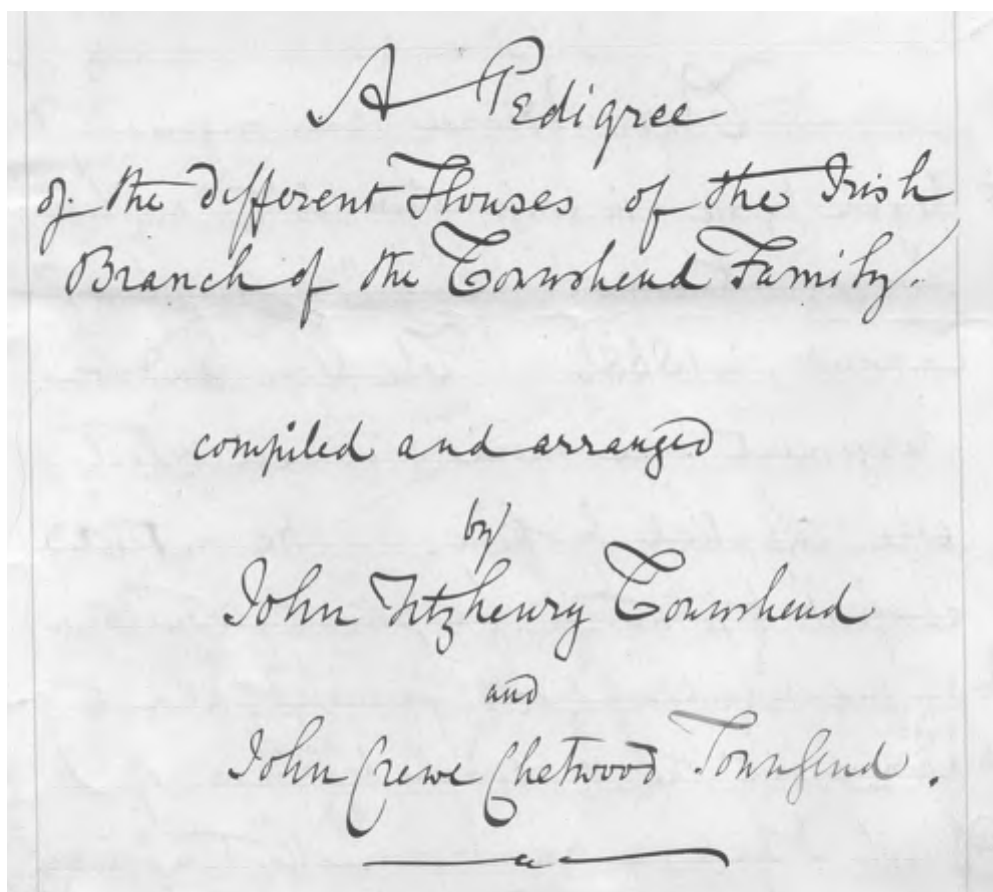 A Pedigree
of the different Houses of the Irish
Branch of the Townshend Family.
compiled and arranged
by
John Fitzhenry Townshend
and
John Crewe Chetwood Townsend.